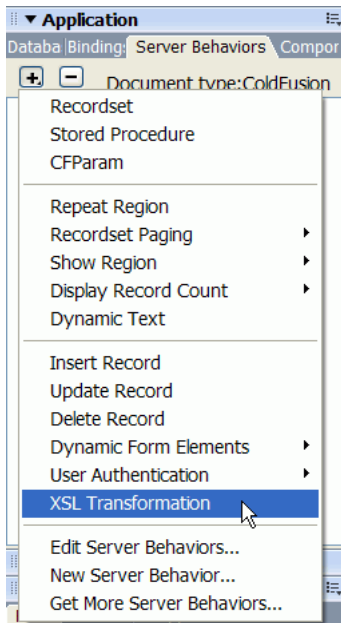 Application
Databa Binding: Server Behaviors Compor
Document type:ColdFusion
Recordset
Stored Procedure
CFParam
Repeat Region
Recordset Paging
Show Region
Display Record Count
Dynamic Text
Insert Record
Update Record
Delete Record
Dynamic Form Elements
User Authentication
XSL Transformation
Edit Server Behaviors...
New Server Behavior...
Get More Server Behaviors...